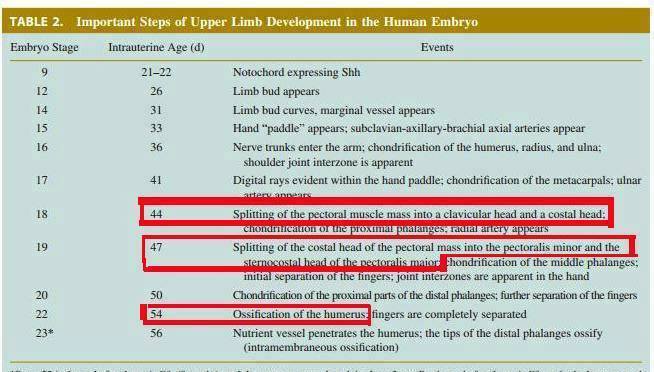 TABLE 2. Important Steps of Upper Limb Development in the Human Embryo
Embryo Stage Intrauterine Age (d) Events
9 21–22 Notochord expressing Shh
12 26 Limb bud appears
14 31 Limb bud curves, marginal vessel appears
15 33 Hand “paddle” appears; subclavian-axillary-brachial axial arteries appear
16 36 Nerve trunks enter the arm; chondrification of the humerus, radius, and ulna;
shoulder joint interzone is apparent
17 41 Digital rays evident within the hand paddle; chondrification of the metacarpals; ulnar
artery appears
18 44 Splitting of the pectoral muscle mass into a clavicular head and a costal head;
chondrification of the proximal phalanges; radial artery appears
19 47 Splitting of the costal head of the pectoral mass into the pectoralis minor and the
sternocostal head of the pectoralis major; chondrification of the middle phalanges;
initial separation of the fingers; joint interzones are apparent in the hand
20 50 Chondrification of the proximal parts of the distal phalanges; further separation of the fingers
22 54 Ossification of the humerus; fingers are completely separated
23* 56 Nutrient vessel penetrates the humerus; the tips of the distal phalanges ossify
(intramembranous ossification)